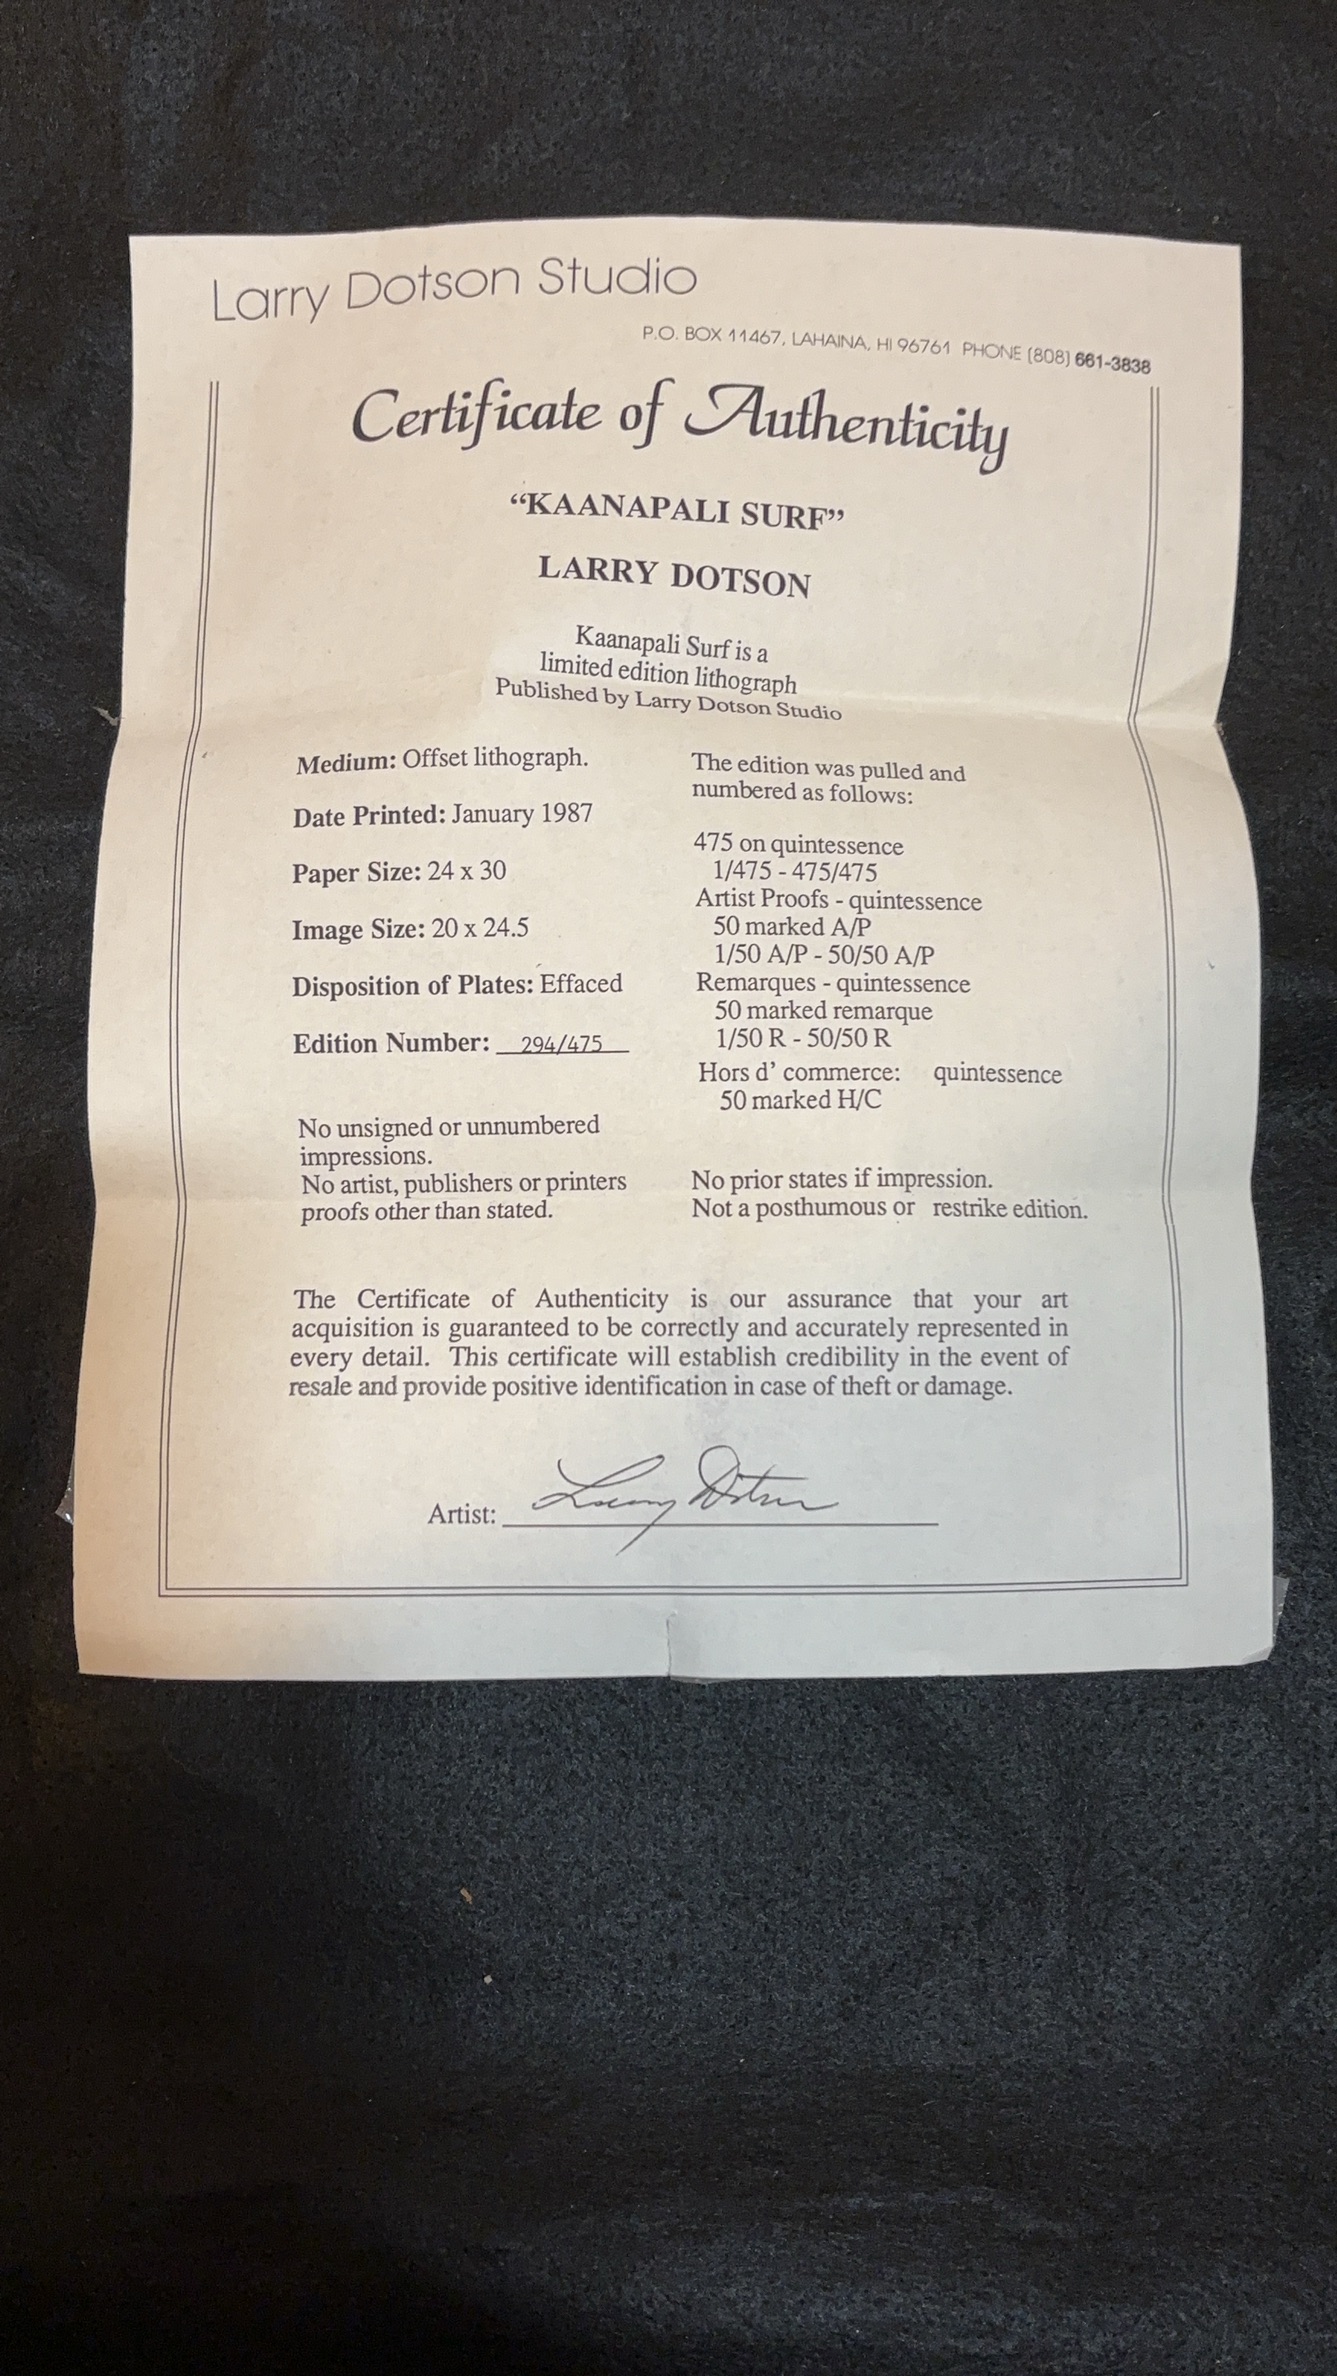 Larry Dotson Studio
P.O. BOX 11467, LAHAINA, HI 96761 PHONE (808) 661-3838
Certificate of Authenticity
“KAANAPALI SURF”
LARRY DOTSON
Kaanapali Surf is a
limited edition lithograph
Published by Larry Dotson Studio
Medium: Offset lithograph.
Date Printed: January 1987
Paper Size: 24 x 30
Image Size: 20 x 24.5
Disposition of Plates: Effaced
Edition Number: 294/475
No unsigned or unnumbered
impressions.
No artist, publishers or printers
proofs other than stated.
The edition was pulled and
numbered as follows:
475 on quintessence
1/475 - 475/475
Artist Proofs - quintessence
50 marked A/P
1/50 A/P - 50/50 A/P
Remarques - quintessence
50 marked remarque
1/50 R - 50/50 R
Hors d’ commerce: quintessence
50 marked H/C
No prior states if impression.
Not a posthumous or restrike edition.
The Certificate of Authenticity is our assurance that your art
acquisition is guaranteed to be correctly and accurately represented in
every detail. This certificate will establish credibility in the event of
resale and provide positive identification in case of theft or damage.
Artist: Larry Dotson